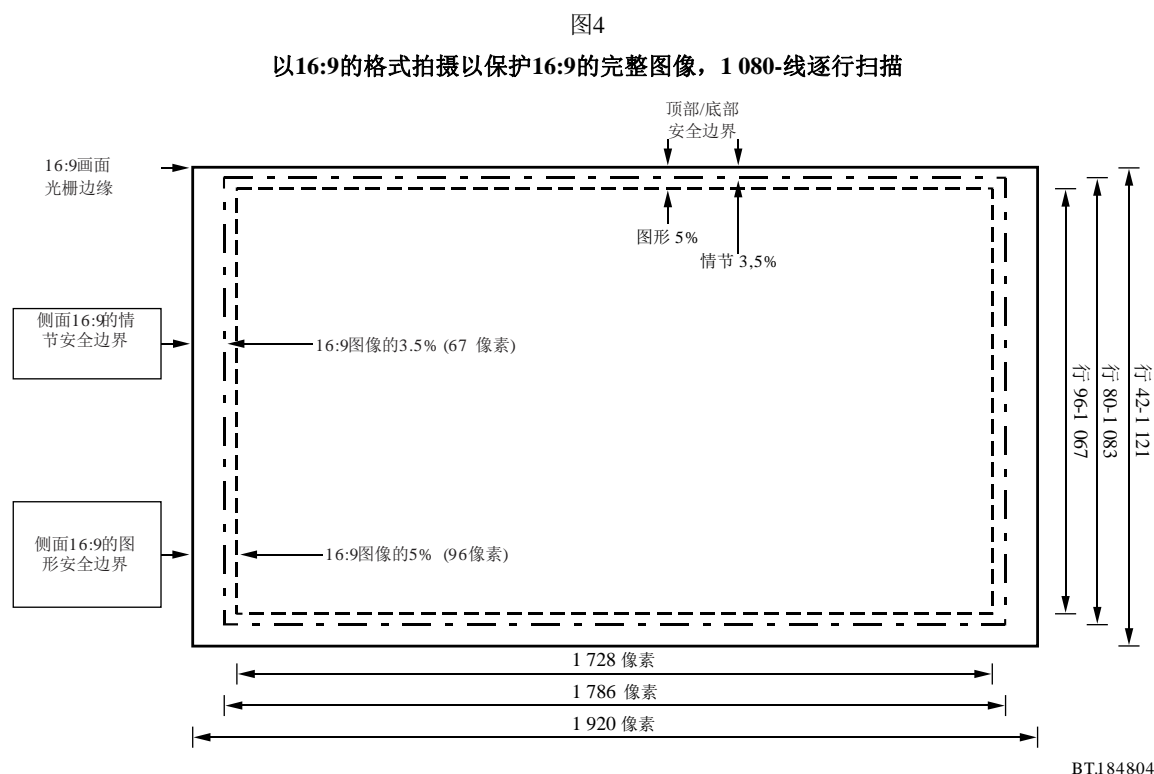 图4
以16:9的格式拍摄以保护16:9的完整图像，1 080-线逐行扫描
顶部/底部
安全边界
16:9画面
光栅边缘
图形 5%
情节 3,5%
侧面16:9的情
节安全边界
16:9图像的3.5% (67 像素)
行 96-1 067
行 80-1 083
行 42-1 121
侧面16:9的图
形安全边界
16:9图像的5% (96像素)
1 728 像素
1 786 像素
1 920 像素
BT.184804